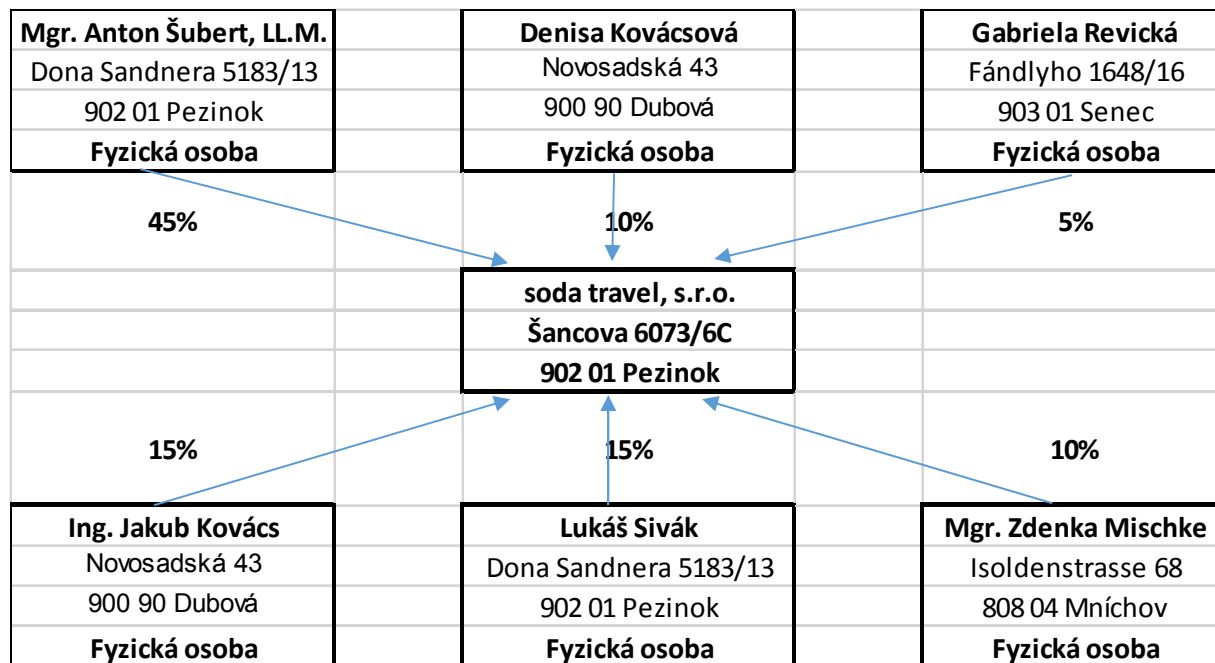 Mgr. Anton Šubert, LL.M.
Dona Sandnera 5183/13
902 01 Pezinok
Fyzická osoba
Denisa Kovácsová
Novosadská 43
900 90 Dubová
Fyzická osoba
Gabriela Revická
Fándlyho 1648/16
903 01 Senec
Fyzická osoba
45%
10%
5%
soda travel, s.r.o.
Šancova 6073/6C
902 01 Pezinok
15%
15%
10%
Ing. Jakub Kovács
Novosadská 43
900 90 Dubová
Fyzická osoba
Lukáš Sivák
Dona Sandnera 5183/13
902 01 Pezinok
Fyzická osoba
Mgr. Zdenka Mischke
Isoldenstrasse 68
808 04 Mníchov
Fyzická osoba